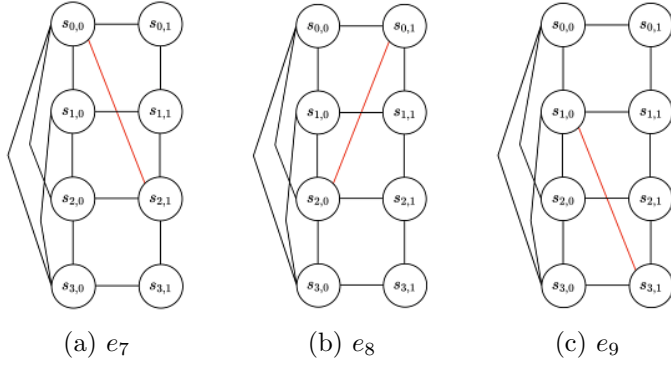 s0,0 s0,1 s0,0 s0,1 s0,0 s0,1
s1,0 s1,1 s1,0 s1,1 s1,0 s1,1
s2,0 s2,1 s2,0 s2,1 s2,0 s2,1
s3,0 s3,1 s3,0 s3,1 s3,0 s3,1
(a) e7 (b) e8 (c) e9